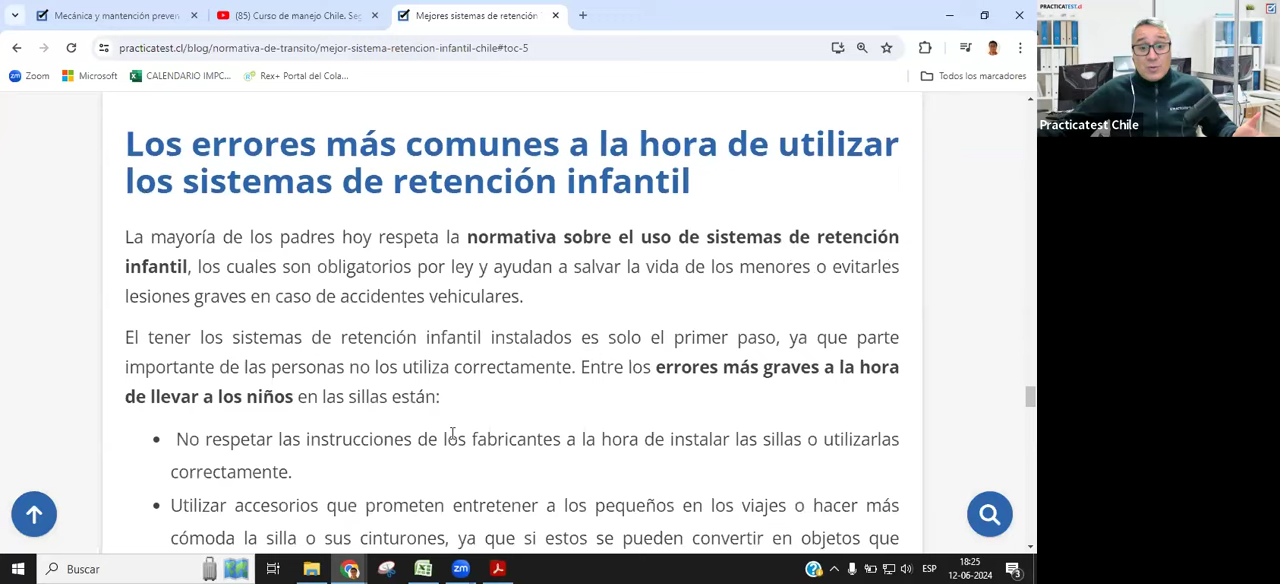 Mecánica y mantención preven
(85) Curso de manejo Chile
Mejores sistemas de retención
practicatest.cl/blog/normativa-de-transito/mejor-sistema-retencion-infantil-chile#toc-5
Zoom
Microsoft
CALENDARIO IMPC...
Rex+ Portal del Cola...
Todos los marcadores
PRACTICATEST.cl
Practicatest Chile
Los errores más comunes a la hora de utilizar
los sistemas de retención infantil
La mayoría de los padres hoy respeta la normativa sobre el uso de sistemas de retención
infantil, los cuales son obligatorios por ley y ayudan a salvar la vida de los menores o evitarles
lesiones graves en caso de accidentes vehiculares.
El tener los sistemas de retención infantil instalados es solo el primer paso, ya que parte
importante de las personas no los utiliza correctamente. Entre los errores más graves a la hora
de llevar a los niños en las sillas están:
• No respetar las instrucciones de los fabricantes a la hora de instalar las sillas o utilizarlas
correctamente.
• Utilizar accesorios que prometen entretener a los pequeños en los viajes o hacer más
cómoda la silla o sus cinturones, ya que si estos se pueden convertir en objetos que
Buscar
zm
ESP
18:25
12-06-2024
3